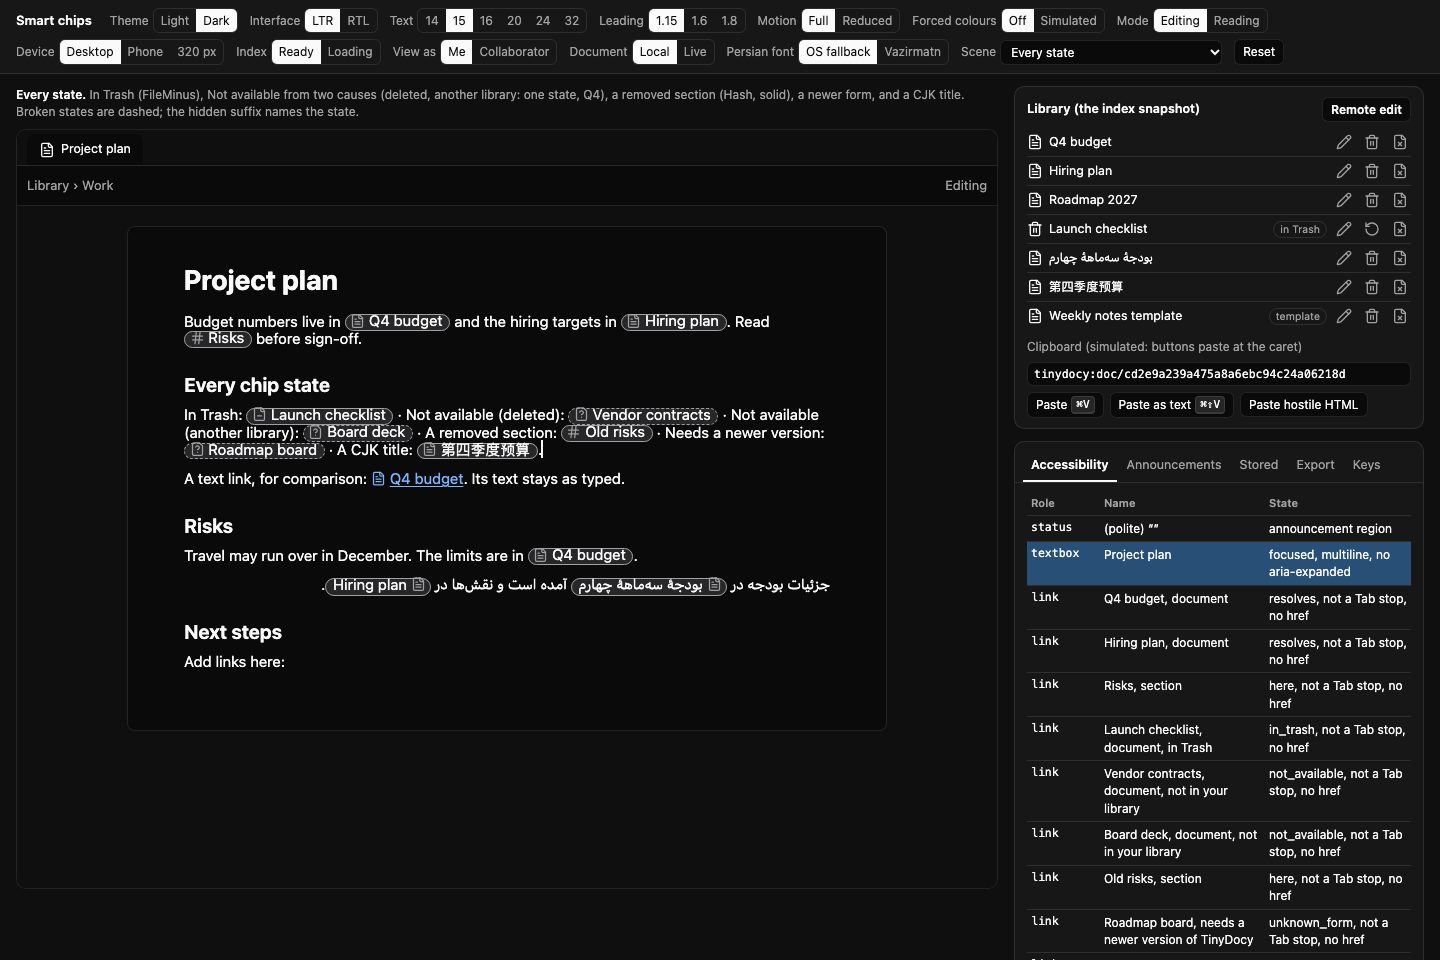 Smart chips Theme Light Dark Interface LTR RTL Text 14 15 16 20 24 32 Leading 1.15 1.6 1.8 Motion Full Reduced Forced colours Off Simulated Mode Editing Reading
Device Desktop Phone 320 px Index Ready Loading View as Me Collaborator Document Local Live Persian font OS fallback Vazirmatn Scene Every state Reset
Every state. In Trash (FileMinus), Not available from two causes (deleted, another library: one state, Q4), a removed section (Hash, solid), a newer form, and a CJK title.
Broken states are dashed; the hidden suffix names the state.
Project plan
Library › Work Editing
Project plan
Budget numbers live in Q4 budget and the hiring targets in Hiring plan. Read
# Risks before sign-off.
Every chip state
In Trash: Launch checklist · Not available (deleted): Vendor contracts · Not available
(another library): Board deck · A removed section: # Old risks · Needs a newer version:
Roadmap board · A CJK title: 第四季度预算.
A text link, for comparison: Q4 budget. Its text stays as typed.
Risks
Travel may run over in December. The limits are in Q4 budget.
جزئیات بودجه در بودجهٔ سه‌ماههٔ چهارم آمده است و نقش‌ها در Hiring plan.
Next steps
Add links here:
Library (the index snapshot) Remote edit
Q4 budget
Hiring plan
Roadmap 2027
Launch checklist in Trash
بودجهٔ سه‌ماههٔ چهارم
第四季度预算
Weekly notes template template
Clipboard (simulated: buttons paste at the caret)
tinydocy:doc/cd2e9a239a475a8a6ebc94c24a06218d
Paste ⌘V Paste as text ⌘⇧V Paste hostile HTML
Accessibility Announcements Stored Export Keys
Role Name State
status (polite) “” announcement region
textbox Project plan focused, multiline, no
aria-expanded
link Q4 budget, document resolves, not a Tab stop,
no href
link Hiring plan, document resolves, not a Tab stop,
no href
link Risks, section here, not a Tab stop, no
href
link Launch checklist, in_trash, not a Tab stop,
document, in Trash no href
link Vendor contracts, not_available, not a Tab
document, not in your stop, no href
library
link Board deck, document, not not_available, not a Tab
in your library stop, no href
link Old risks, section here, not a Tab stop, no
href
link Roadmap board, needs a unknown_form, not a
newer version of TinyDocy Tab stop, no href